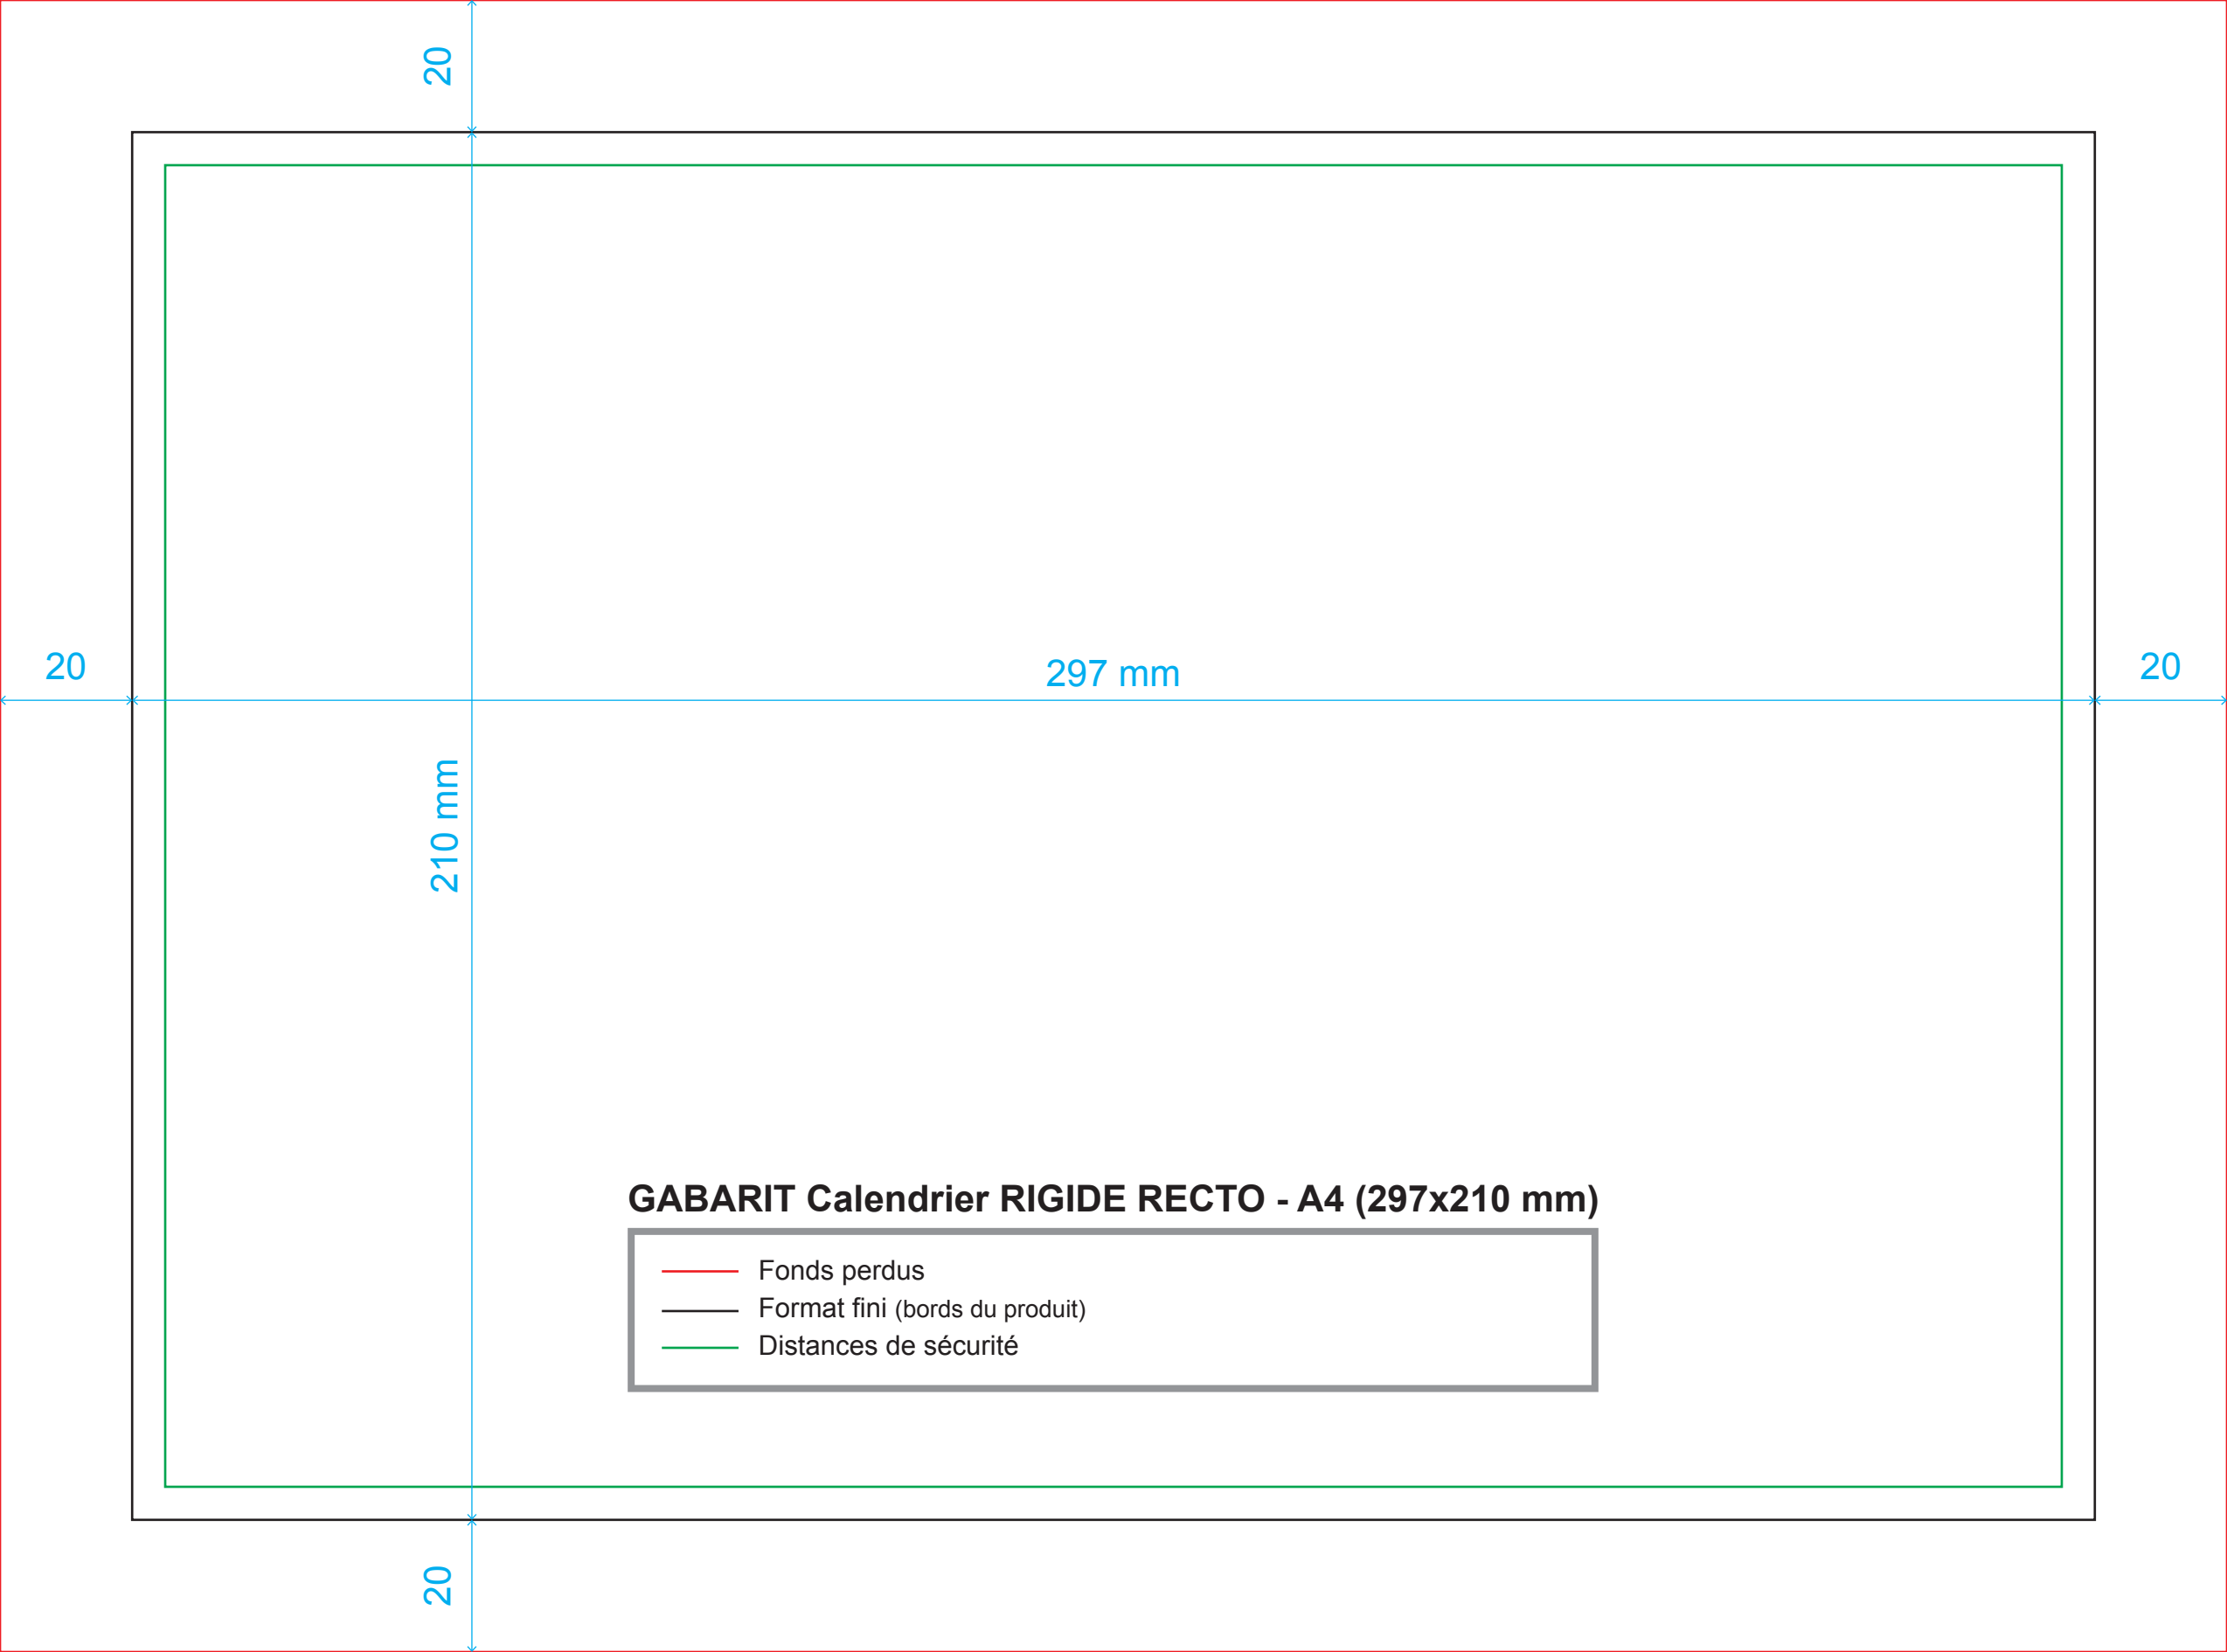 20
20
297 mm
20
210 mm
GABARIT Calendrier RIGIDE RECTO - A4 (297x210 mm)
Fonds perdus
Format fini (bords du produit)
Distances de sécurité
20